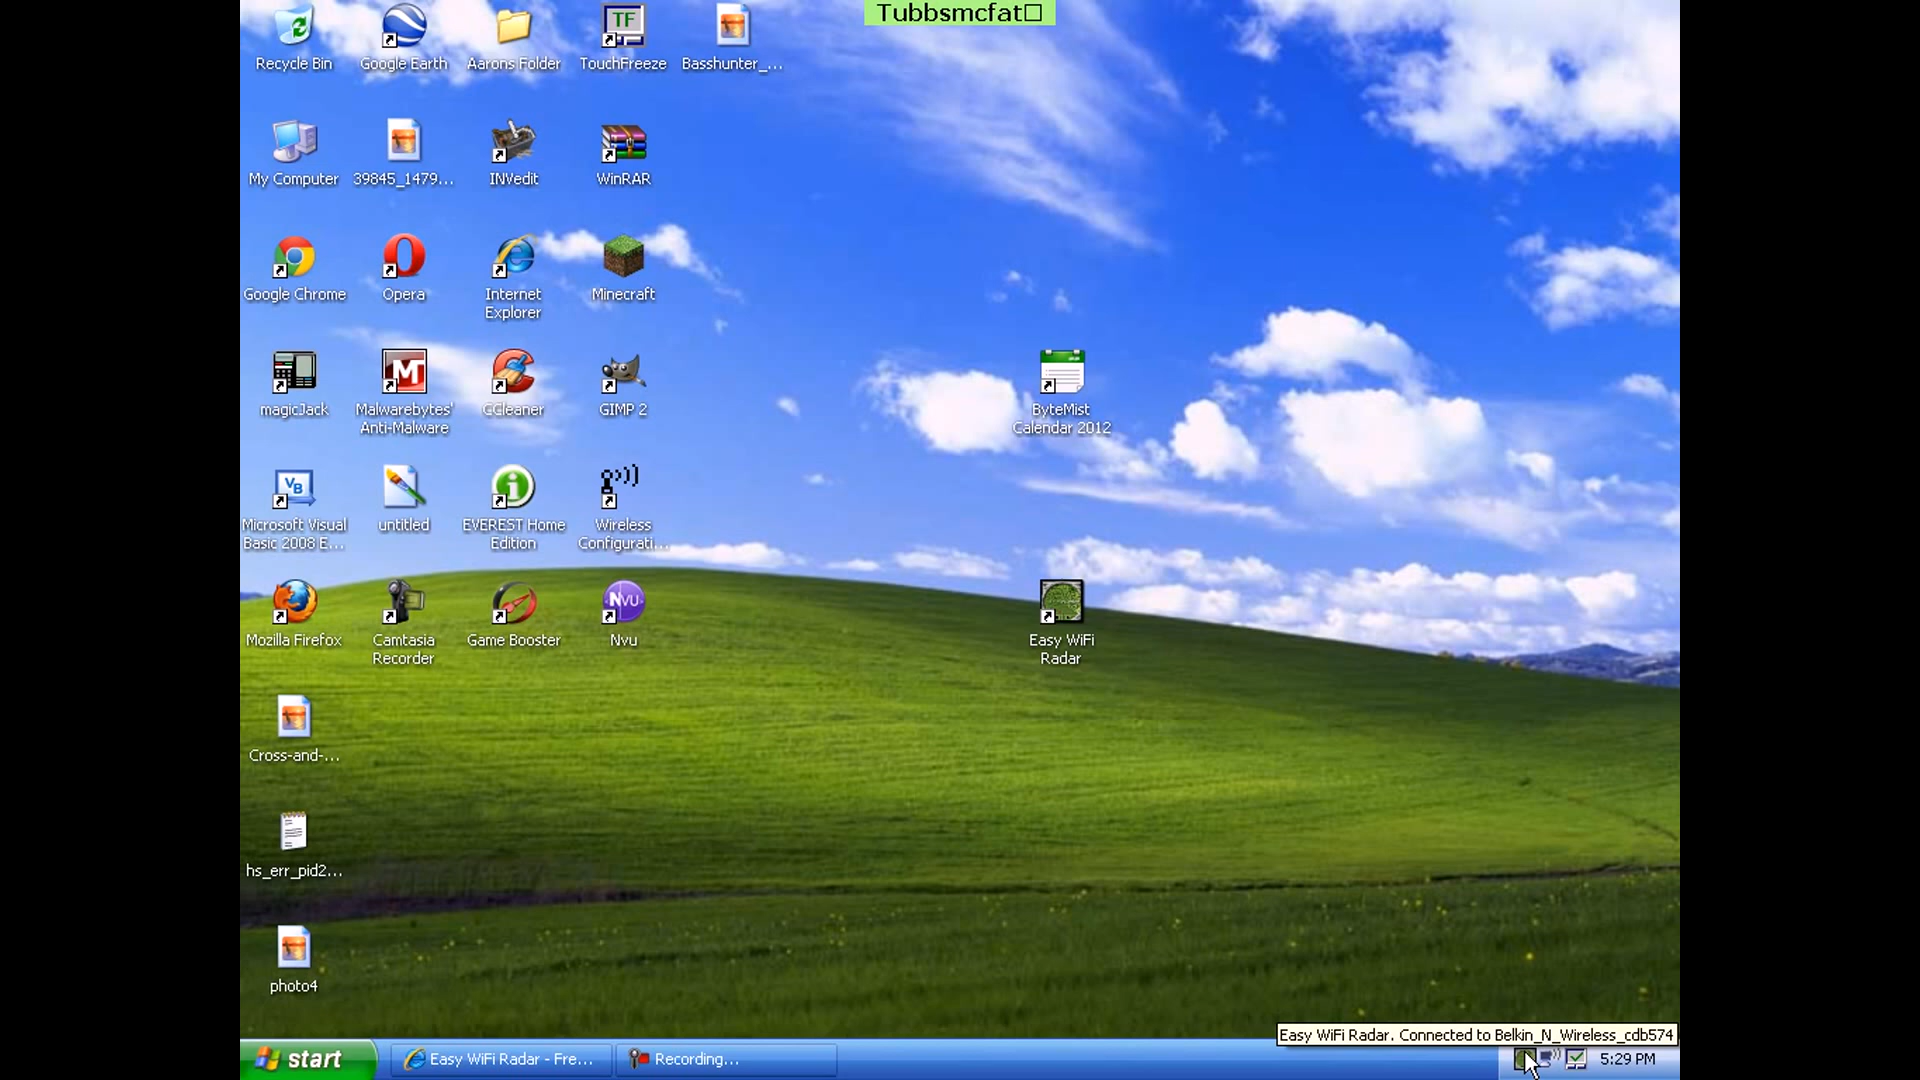 Tubbsmcfat□
Recycle Bin
Google Earth
Aarons Folder
TF
TouchFreeze
Basshunter_...
My Computer
39845_1479...
INVedit
WinRAR
Google Chrome
Opera
Internet
Explorer
Minecraft
magicJack
M
Malwarebytes'
Anti-Malware
CCleaner
GIMP 2
ByteMist
Calendar 2012
VB
Microsoft Visual
Basic 2008 E...
untitled
EVEREST Home
Edition
Wireless
Configurati...
Mozilla Firefox
Camtasia
Recorder
Game Booster
NVU
Nvu
Easy WiFi
Radar
Cross-and-...
hs_err_pid2...
photo4
Easy WiFi Radar. Connected to Belkin_N_Wireless_cdb574
start
Easy WiFi Radar - Fre...
Recording...
5:29 PM